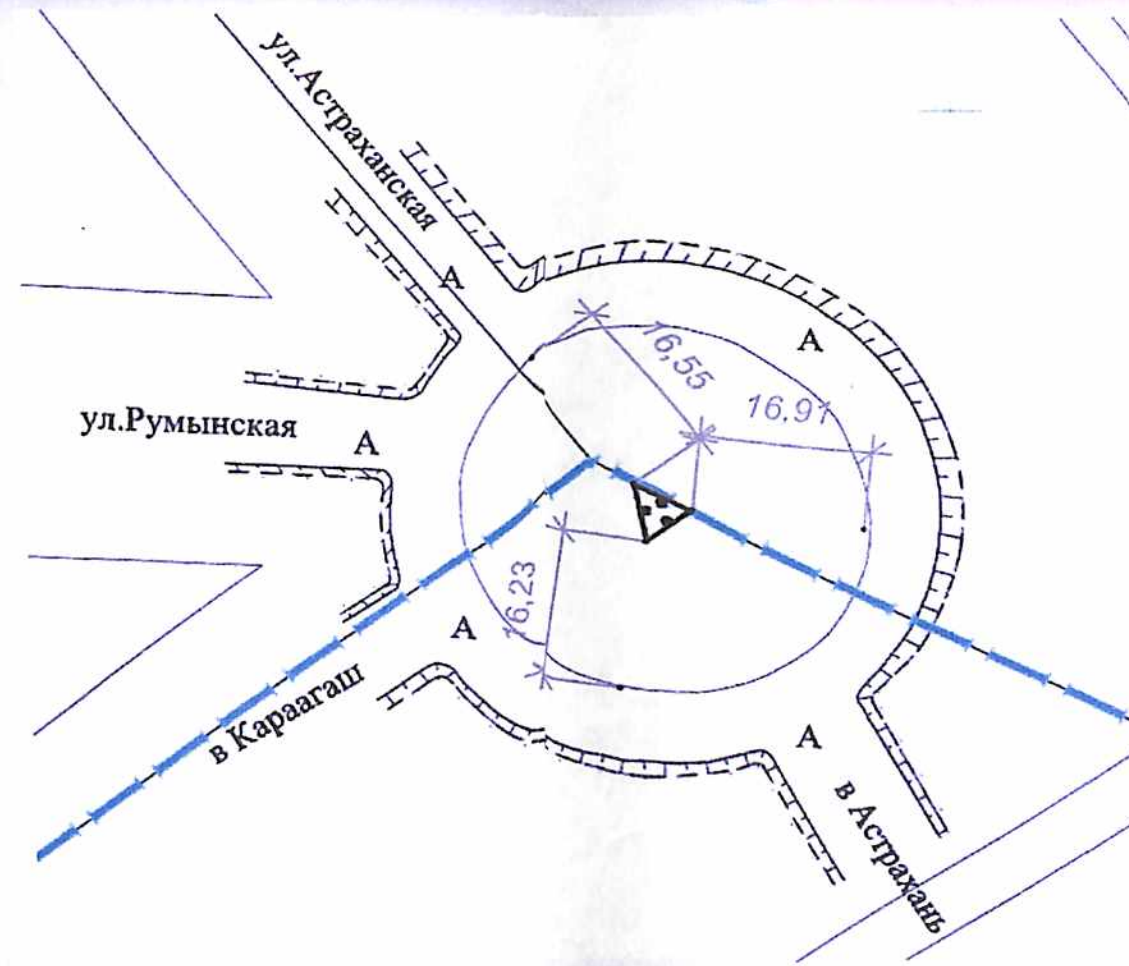 ул.Астраханская
А
А
16,55
16,91
ул.Румынская
А
16,23
А
в Караагаш
А
в Астрахань